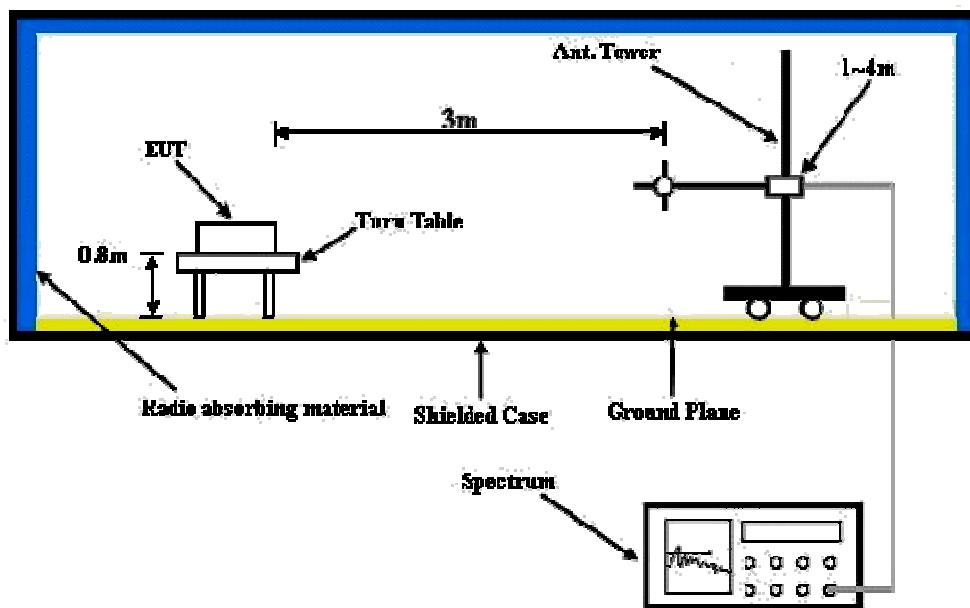 Ant. Tower
1~4m
3m
EUT
Turn Table
0.8m
Radio absorbing material
Shielded Case
Ground Plane
Spectrum